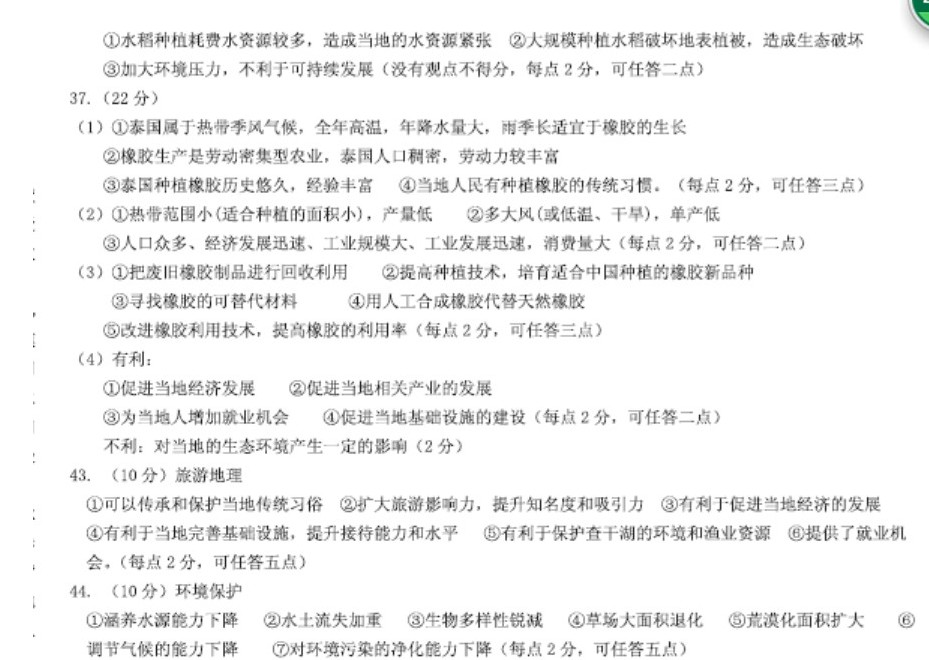 ①水稻种植耗费水资源较多，造成当地的水资源紧张 ②大规模种植水稻破坏地表植被，造成生态破坏
③加大环境压力，不利于可持续发展（没有观点不得分，每点 2 分，可任答二点）
37.（22 分）
（1）①泰国属于热带季风气候，全年高温，年降水量大，雨季长适宜于橡胶的生长
②橡胶生产是劳动密集型农业，泰国人口稠密，劳动力较丰富
③泰国种植橡胶历史悠久，经验丰富 ④当地人民有种植橡胶的传统习惯。（每点 2 分，可任答三点）
（2）①热带范围小(适合种植的面积小)，产量低 ②多大风(或低温、干旱)，单产低
③人口众多、经济发展迅速、工业规模大、工业发展迅速，消费量大（每点 2 分，可任答二点）
（3）①把废旧橡胶制品进行回收利用 ②提高种植技术，培育适合中国种植的橡胶新品种
③寻找橡胶的可替代材料 ④用人工合成橡胶代替天然橡胶
⑤改进橡胶利用技术，提高橡胶的利用率（每点 2 分，可任答三点）
（4）有利：
①促进当地经济发展 ②促进当地相关产业的发展
③为当地人增加就业机会 ④促进当地基础设施的建设（每点 2 分，可任答二点）
不利：对当地的生态环境产生一定的影响（2 分）
43. （10 分）旅游地理
①可以传承和保护当地传统习俗 ②扩大旅游影响力，提升知名度和吸引力 ③有利于促进当地经济的发展
④有利于当地完善基础设施，提升接待能力和水平 ⑤有利于保护查干湖的环境和渔业资源 ⑥提供了就业机
会。（每点 2 分，可任答五点）
44. （10 分）环境保护
①涵养水源能力下降 ②水土流失加重 ③生物多样性锐减 ④草场大面积退化 ⑤荒漠化面积扩大 ⑥
调节气候的能力下降 ⑦对环境污染的净化能力下降（每点 2 分，可任答五点）